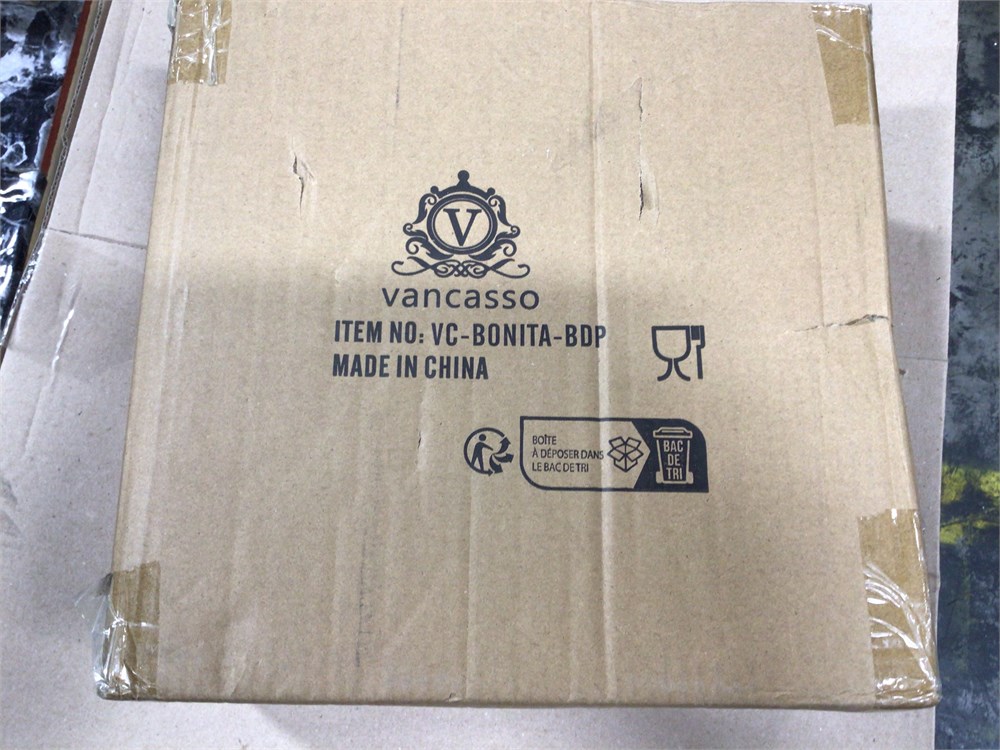 V
vancasso
ITEM NO: VC-BONITA-BDP
MADE IN CHINA
BOÎTE
À DÉPOSER DANS
LE BAC DE TRI
BAC
DE
TRI